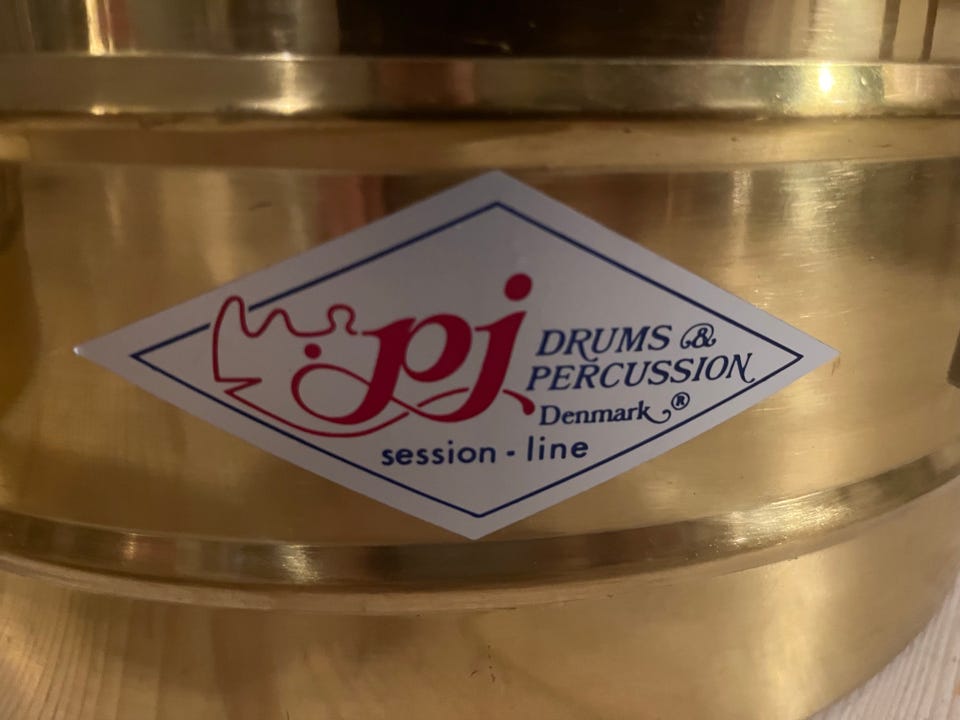 pj
DRUMS &
PERCUSSION
Denmark ®
session - line